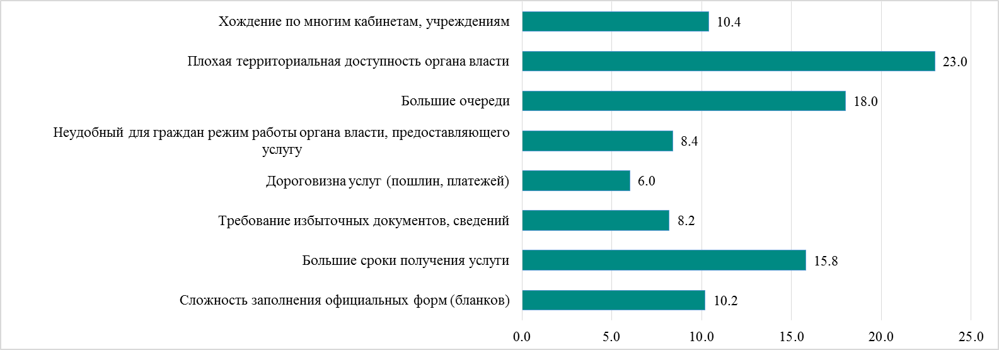 Хождение по многим кабинетам, учреждениям
10.4
Плохая территориальная доступность органа власти
23.0
Большие очереди
18.0
Неудобный для граждан режим работы органа власти, предоставляющего
услугу
8.4
Дороговизна услуг (пошлин, платежей)
6.0
Требование избыточных документов, сведений
8.2
Большие сроки получения услуги
15.8
Сложность заполнения официальных форм (бланков)
10.2
0.0 5.0 10.0 15.0 20.0 25.0